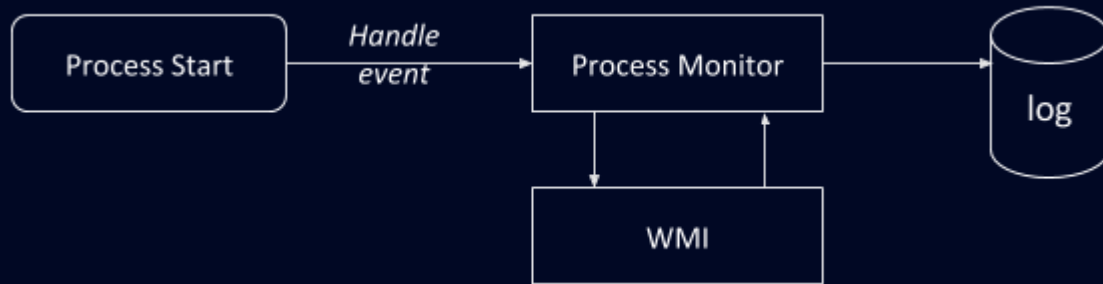 Process Start
Handle
event
Process Monitor
log
WMI